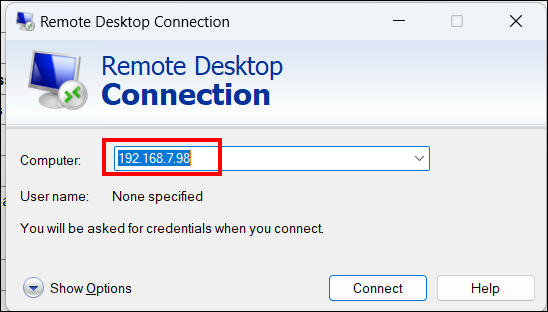 Remote Desktop Connection
Remote Desktop
Connection
Computer: 192.168.7.98
User name: None specified
You will be asked for credentials when you connect.
Show Options
Connect
Help